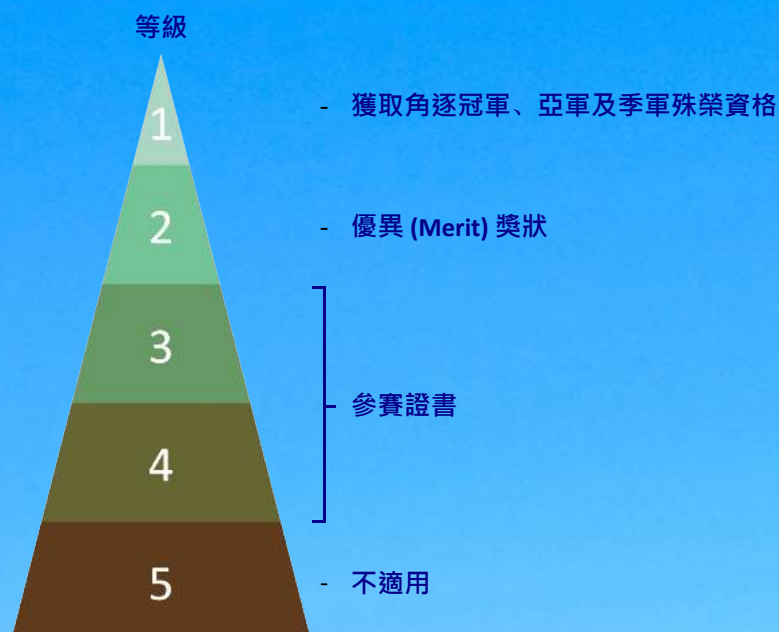 等級
1
- 獲取角逐冠軍、亞軍及季軍殊榮資格
2
- 優異 (Merit) 獎狀
3
- 參賽證書
4
5
- 不適用